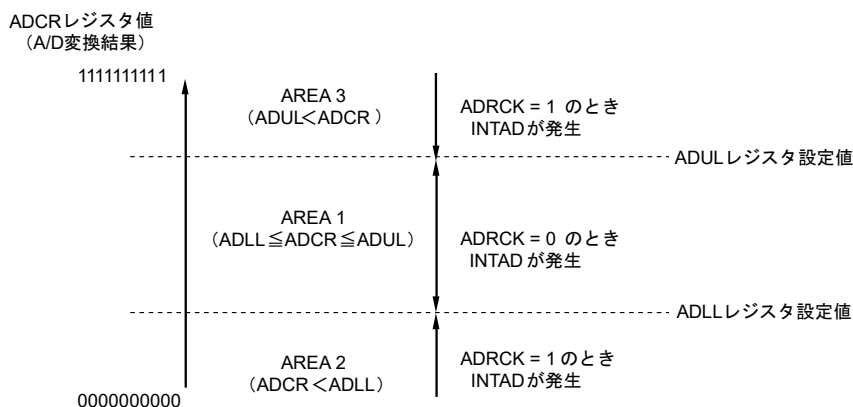 ADCRレジスタ値
（A/D変換結果）
1111111111
AREA 3
（ADUL＜ADCR）
ADRCK = 1 のとき
INTADが発生
ADULレジスタ設定値
AREA 1
（ADLL≦ADCR≦ADUL）
ADRCK = 0 のとき
INTADが発生
ADLLレジスタ設定値
AREA 2
（ADCR＜ADLL）
ADRCK = 1のとき
INTADが発生
0000000000